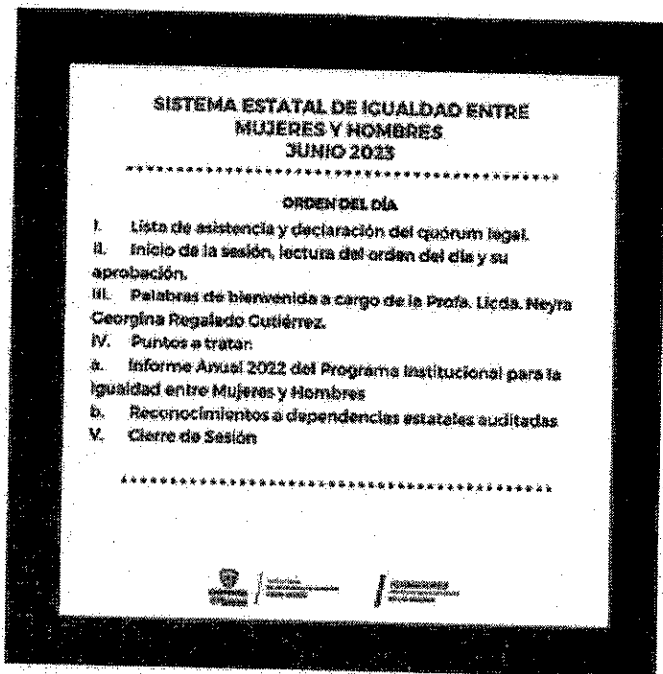 SISTEMA ESTATAL DE IGUALDAD ENTRE
MUJERES Y HOMBRES
JUNIO 2023
ORDEN DEL DÍA
I. Lista de asistencia y declaración del quórum legal.
II. Inicio de la sesión, lectura del orden del día y su
aprobación.
III. Palabras de bienvenida a cargo de la Profa. Licda. Neyra
Georgina Regalado Gutiérrez.
IV. Puntos a tratar:
a. Informe Anual 2022 del Programa Institucional para la
Igualdad entre Mujeres y Hombres
b. Reconocimientos a dependencias estatales auditadas
V. Cierre de Sesión